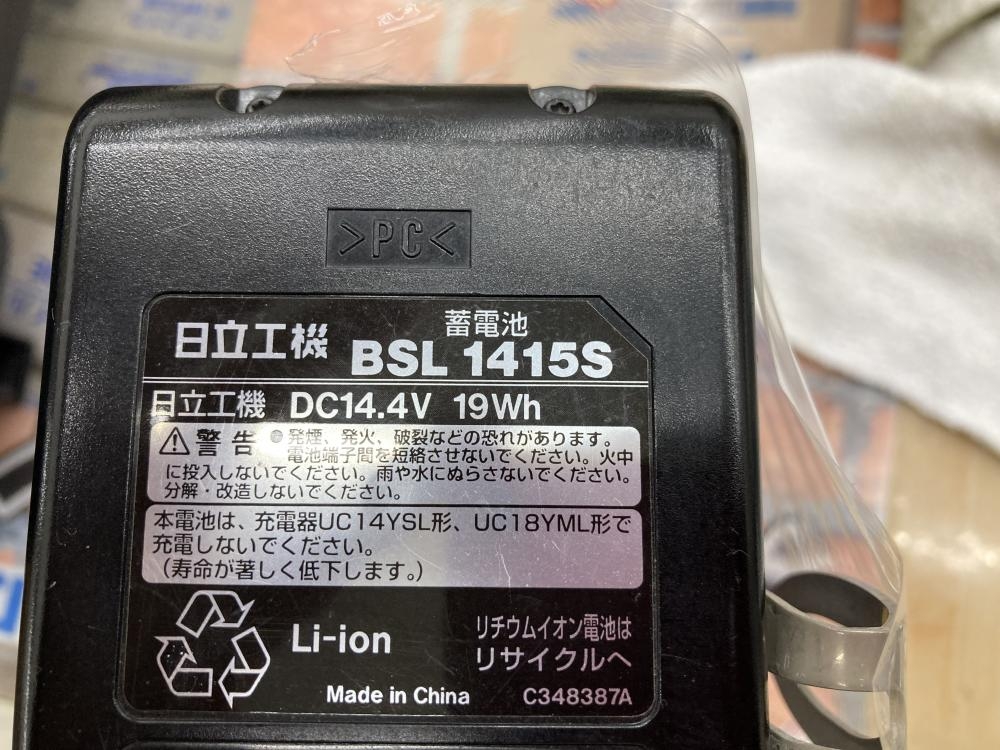 >PC<
日立工機
蓄電池
BSL 1415S
日立工機 DC14.4V 19Wh
警告 ●発煙、発火、破裂などの恐れがあります。
電池端子間を短絡させないでください。火中
に投入しないでください。雨や水にぬらさないでください。
分解・改造しないでください。
本電池は、充電器UC14YSL形、UC18YML形で
充電しないでください。
(寿命が著しく低下します。)
Li-ion
リチウムイオン電池は
リサイクルへ
Made in China
C348387A